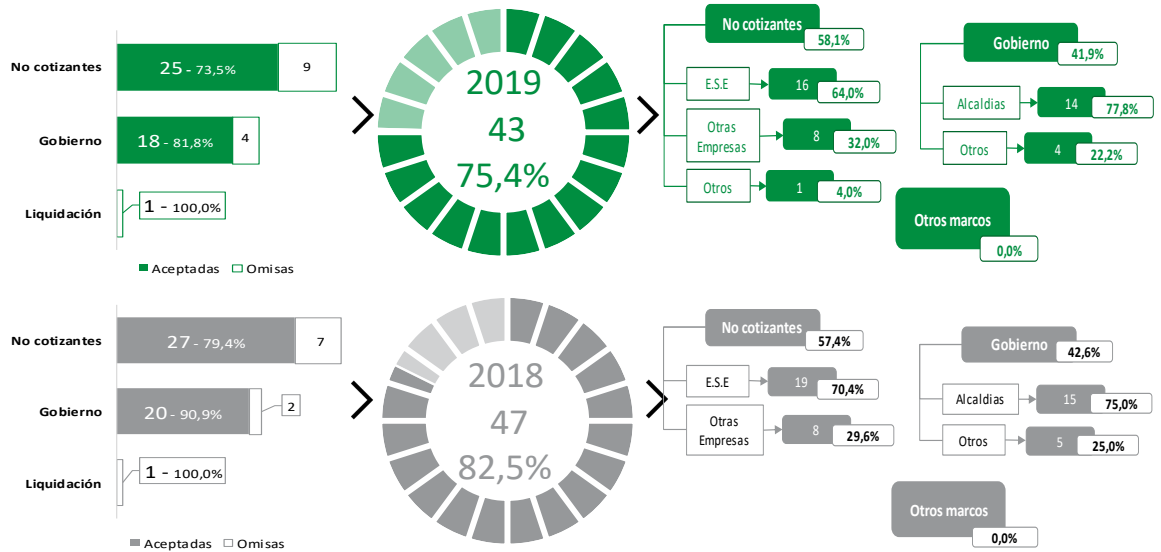 No cotizantes
25 - 73,5%
9
Gobierno
18 - 81,8%
4
Liquidación
1 - 100,0%
Aceptadas
Omisas
2019
43
75,4%
No cotizantes
58,1%
E.S.E
16
64,0%
Otras
Empresas
8
32,0%
Otros
1
4,0%
Gobierno
41,9%
Alcaldias
14
77,8%
Otros
4
22,2%
Otros marcos
0,0%
No cotizantes
27 - 79,4%
7
Gobierno
20 - 90,9%
2
Liquidación
1 - 100,0%
Aceptadas
Omisas
2018
47
82,5%
No cotizantes
57,4%
E.S.E
19
70,4%
Otras
Empresas
8
29,6%
Gobierno
42,6%
Alcaldias
15
75,0%
Otros
5
25,0%
Otros marcos
0,0%